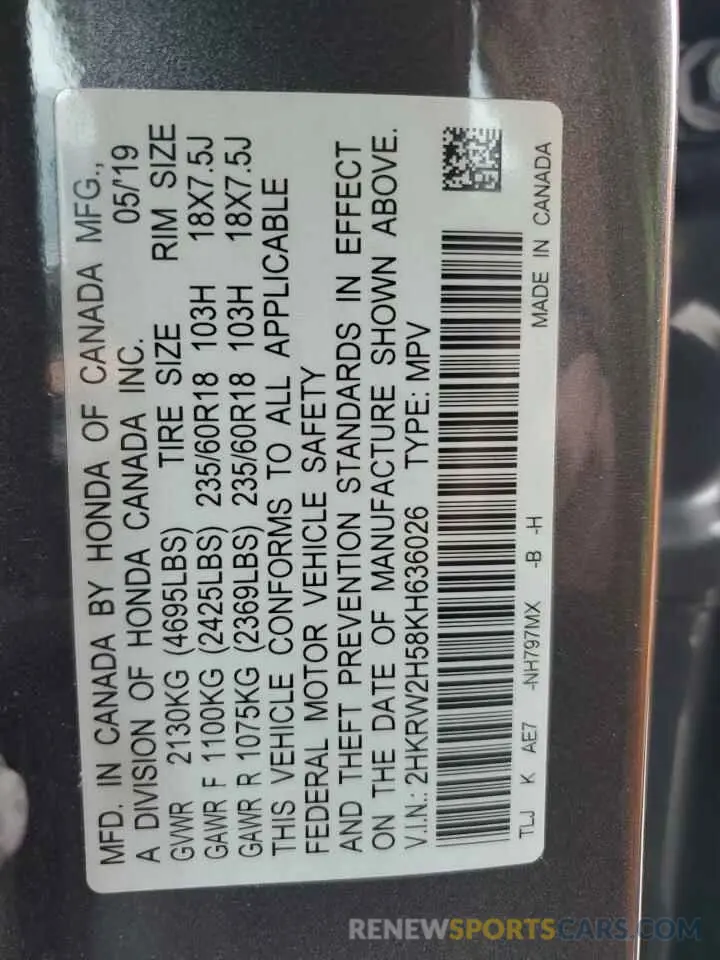 MFD. IN CANADA BY HONDA OF CANADA MFG.,
A DIVISION OF HONDA CANADA INC. 05/'19
GVWR 2130KG (4695LBS) TIRE SIZE RIM SIZE
GAWR F 1100KG (2425LBS) 235/60R18 103H 18X7.5J
GAWR R 1075KG (2369LBS) 235/60R18 103H 18X7.5J
THIS VEHICLE CONFORMS TO ALL APPLICABLE
FEDERAL MOTOR VEHICLE SAFETY
AND THEFT PREVENTION STANDARDS IN EFFECT
ON THE DATE OF MANUFACTURE SHOWN ABOVE.
V.I.N.: 2HKRW2H58KH636026 TYPE: MPV
TLJ K AE7 -NH797MX -B -H
MADE IN CANADA
RENEWSPORTSCARS.COM